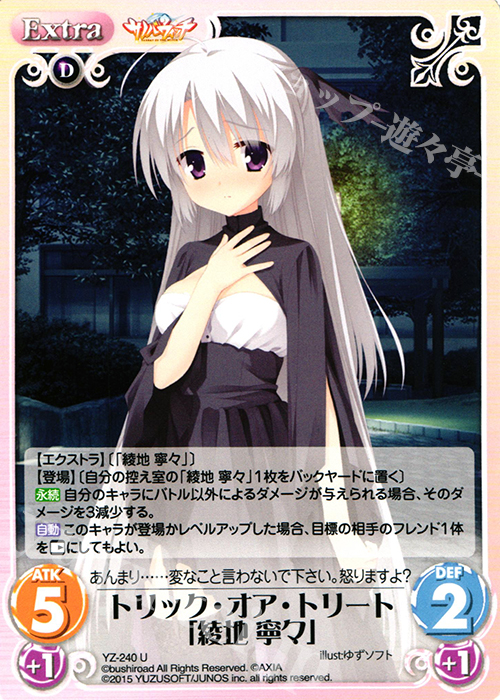 Extra
サノバウィッチ
D
トップ 遊々亭
【エクストラ】〔「綾地 寧々」〕
【登場】〔自分の控え室の「綾地 寧々」1枚をバックヤードに置く〕
永続 自分のキャラにバトル以外によるダメージが与えられる場合、そのダ
メージを3減少する。
自動 このキャラが登場かレベルアップした場合、目標の相手のフレンド1体
を にしてもよい。
あんまり……変なこと言わないで下さい。怒りますよ?
ATK
5
+1
トリック・オア・トリート
「綾地 寧々」
DEF
2
+1
YZ-240 U
illust:ゆずソフト
©bushiroad All Rights Reserved. ©AXIA
©2015 YUZUSOFT/JUNOS inc. all rights reserved.